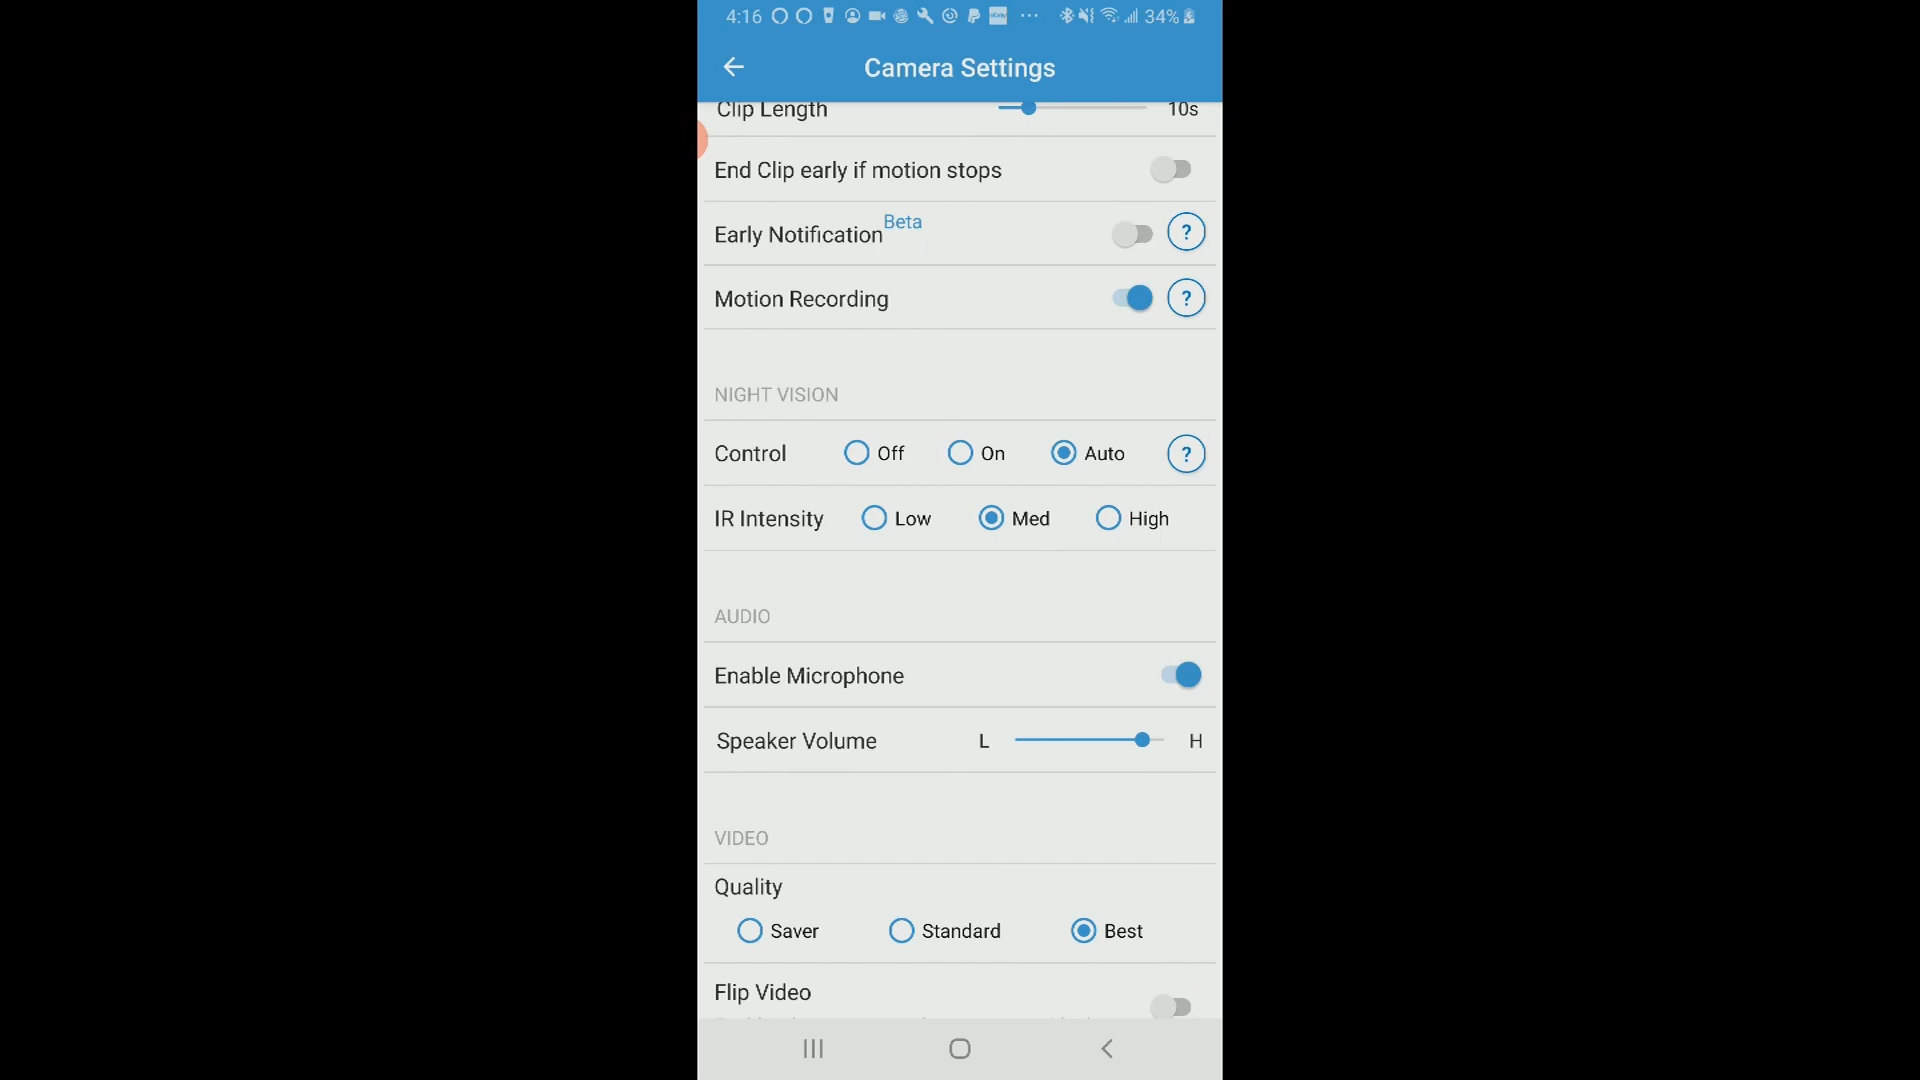 4:16 34%
Camera Settings
Clip Length 10s
End Clip early if motion stops
Early Notification Beta ?
Motion Recording ?
NIGHT VISION
Control Off On Auto ?
IR Intensity Low Med High
AUDIO
Enable Microphone
Speaker Volume L H
VIDEO
Quality
Saver Standard Best
Flip Video